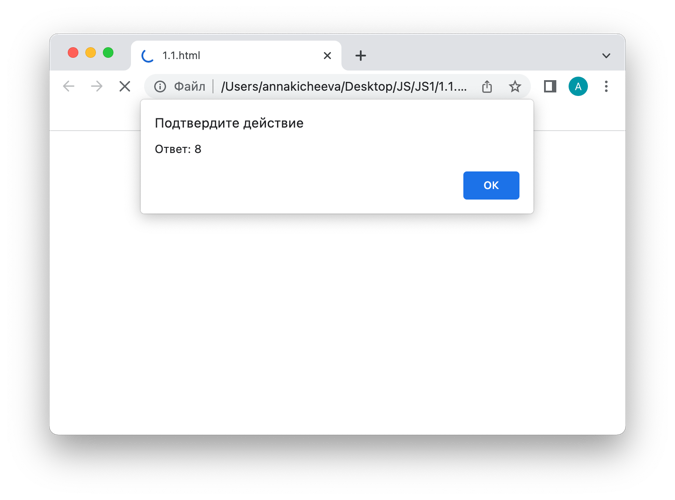 1.1.html
Файл /Users/annakicheeva/Desktop/JS/JS1/1.1....
A
Подтвердите действие
Ответ: 8
OK